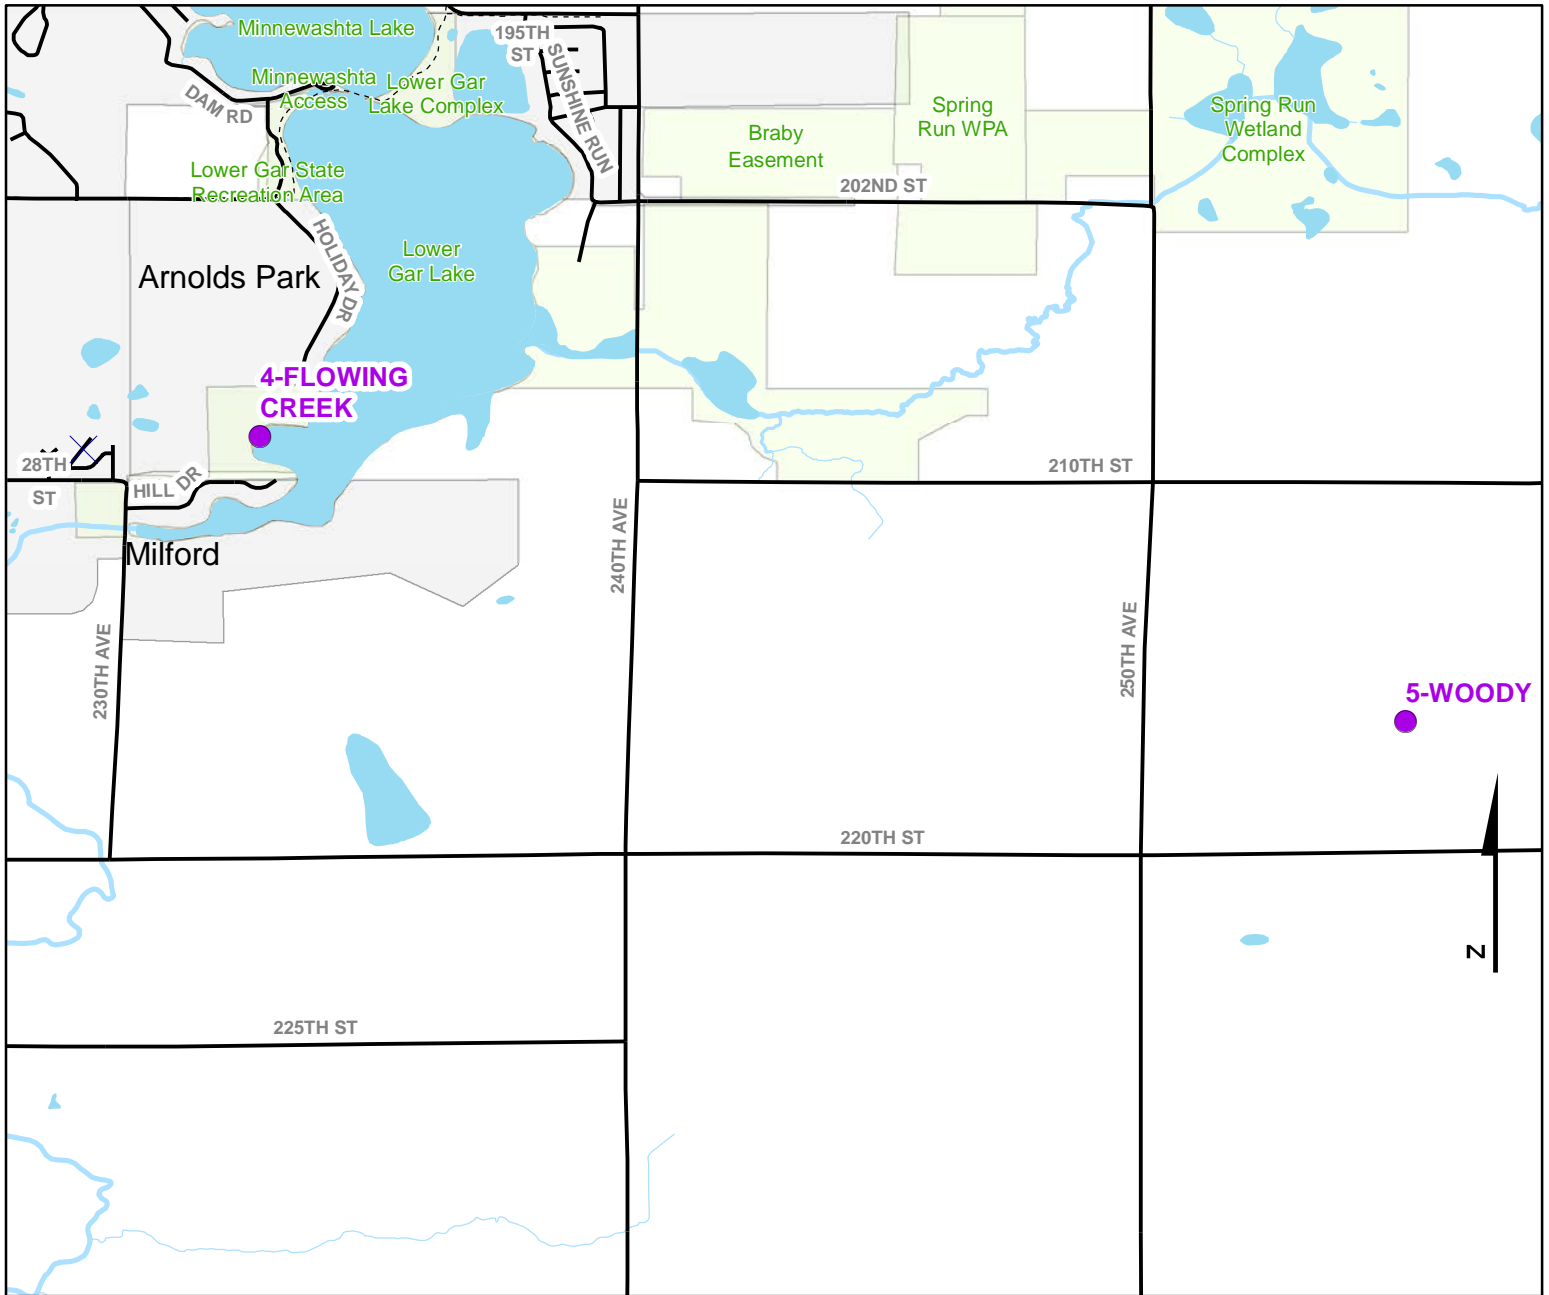 Minnewashta Lake
195TH
ST
SUNSHINE RUN
Minnewashta
Access
Lower Gar
Lake Complex
DAM RD
Spring
Run WPA
Spring Run
Wetland
Complex
Braby
Easement
Lower Gar State
Recreation Area
202ND ST
HOLIDAY DR
Lower
Gar Lake
Arnolds Park
4-FLOWING
CREEK
28TH
ST
HILL DR
210TH ST
240TH AVE
Milford
230TH AVE
250TH AVE
5-WOODY
220TH ST
N
225TH ST